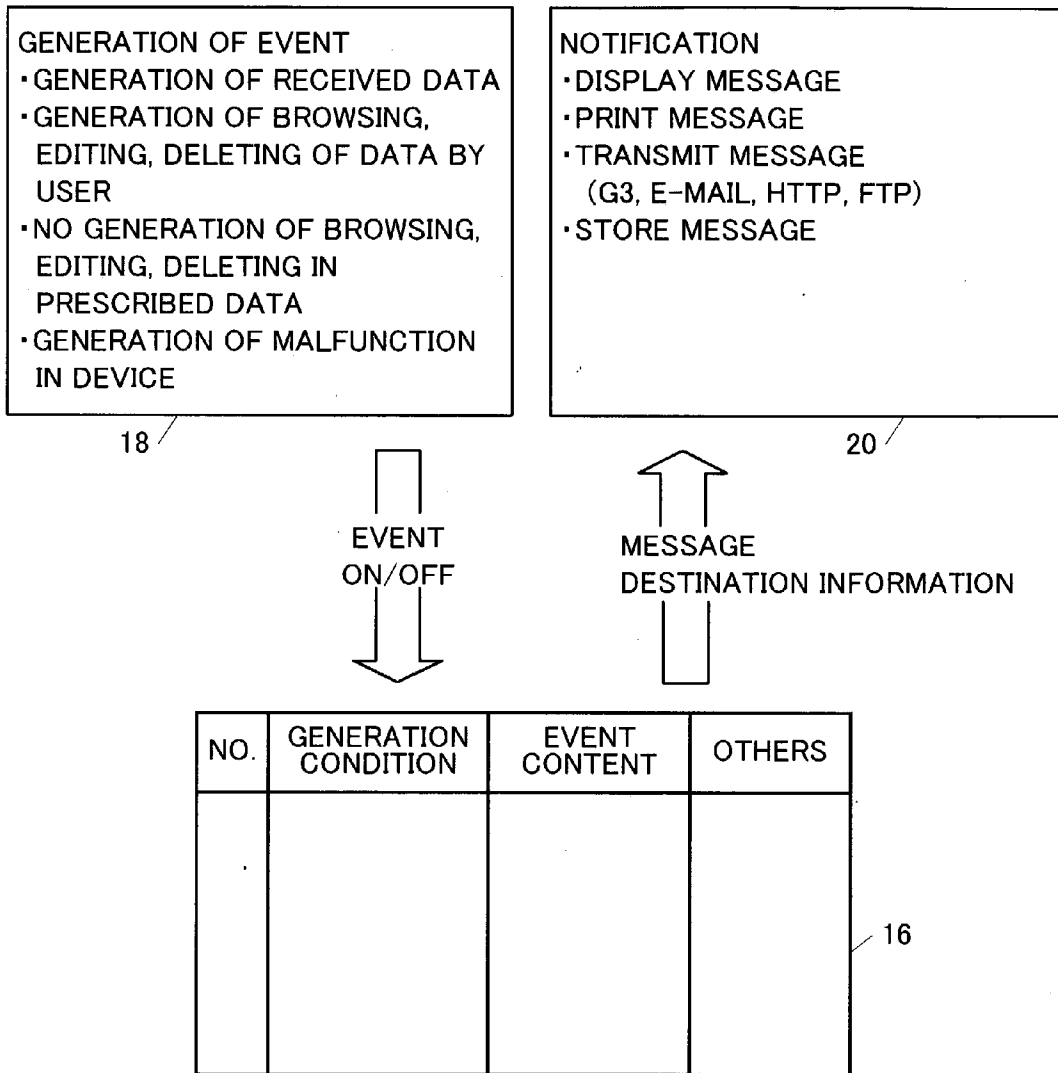 GENERATION OF EVENT
・GENERATION OF RECEIVED DATA
・GENERATION OF BROWSING,
EDITING, DELETING OF DATA BY
USER
・NO GENERATION OF BROWSING,
EDITING, DELETING IN
PRESCRIBED DATA
・GENERATION OF MALFUNCTION
IN DEVICE
18
NOTIFICATION
・DISPLAY MESSAGE
・PRINT MESSAGE
・TRANSMIT MESSAGE
(G3, E-MAIL, HTTP, FTP)
・STORE MESSAGE
20
EVENT
ON/OFF
MESSAGE
DESTINATION INFORMATION
NO.
GENERATION
CONDITION
EVENT
CONTENT
OTHERS
16